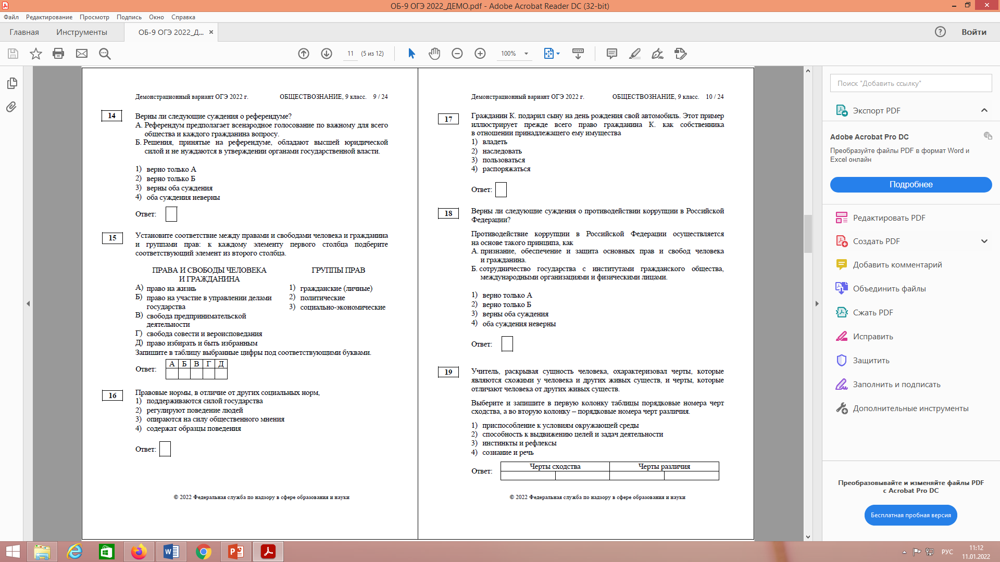 ОБ-9 ОГЭ 2022_ДЕМО.pdf - Adobe Acrobat Reader DC (32-bit)
Файл Редактирование Просмотр Подпись Окно Справка
Главная Инструменты ОБ-9 ОГЭ 2022_Д... × ? Войти
11 (5 из 12) 100%
Демонстрационный вариант ОГЭ 2022 г. ОБЩЕСТВОЗНАНИЕ, 9 класс. 9 / 24
14 Верны ли следующие суждения о референдуме?
А. Референдум предполагает всенародное голосование по важному для всего
общества и каждого гражданина вопросу.
Б. Решения, принятые на референдуме, обладают высшей юридической
силой и не нуждаются в утверждении органами государственной власти.
1) верно только А
2) верно только Б
3) верны оба суждения
4) оба суждения неверны
Ответ:
15 Установите соответствие между правами и свободами человека и гражданина
и группами прав: к каждому элементу первого столбца подберите
соответствующий элемент из второго столбца.
ПРАВА И СВОБОДЫ ЧЕЛОВЕКА
И ГРАЖДАНИНА
А) право на жизнь
Б) право на участие в управлении делами
государства
В) свобода предпринимательской
деятельности
Г) свобода совести и вероисповедания
Д) право избирать и быть избранным
ГРУППЫ ПРАВ
1) гражданские (личные)
2) политические
3) социально-экономические
Запишите в таблицу выбранные цифры под соответствующими буквами.
Ответ: А Б В Г Д
16 Правовые нормы, в отличие от других социальных норм,
1) поддерживаются силой государства
2) регулируют поведение людей
3) опираются на силу общественного мнения
4) содержат образцы поведения
Ответ:
© 2022 Федеральная служба по надзору в сфере образования и науки
Демонстрационный вариант ОГЭ 2022 г. ОБЩЕСТВОЗНАНИЕ, 9 класс. 10 / 24
17 Гражданин К. подарил сыну на день рождения свой автомобиль. Этот пример
иллюстрирует прежде всего право гражданина К. как собственника
в отношении принадлежащего ему имущества
1) владеть
2) наследовать
3) пользоваться
4) распоряжаться
Ответ:
18 Верны ли следующие суждения о противодействии коррупции в Российской
Федерации?
Противодействие коррупции в Российской Федерации осуществляется
на основе такого принципа, как
А. признание, обеспечение и защита основных прав и свобод человека
и гражданина.
Б. сотрудничество государства с институтами гражданского общества,
международными организациями и физическими лицами.
1) верно только А
2) верно только Б
3) верны оба суждения
4) оба суждения неверны
Ответ:
19 Учитель, раскрывая сущность человека, охарактеризовал черты, которые
являются схожими у человека и других живых существ, и черты, которые
отличают человека от других живых существ.
Выберите и запишите в первую колонку таблицы порядковые номера черт
сходства, а во вторую колонку – порядковые номера черт различия.
1) приспособление к условиям окружающей среды
2) способность к выдвижению целей и задач деятельности
3) инстинкты и рефлексы
4) сознание и речь
Ответ: Черты сходства Черты различия
© 2022 Федеральная служба по надзору в сфере образования и науки
Поиск "Добавить ссылку"
Экспорт PDF
Adobe Acrobat Pro DC
Преобразуйте файлы PDF в формат Word и
Excel онлайн
Подробнее
Редактировать PDF
Создать PDF
Добавить комментарий
Объединить файлы
Сжать PDF
Исправить
Защитить
Заполнить и подписать
Дополнительные инструменты
Преобразовывайте и изменяйте файлы PDF
с Acrobat Pro DC
Бесплатная пробная версия
РУС 11:12
11.01.2022